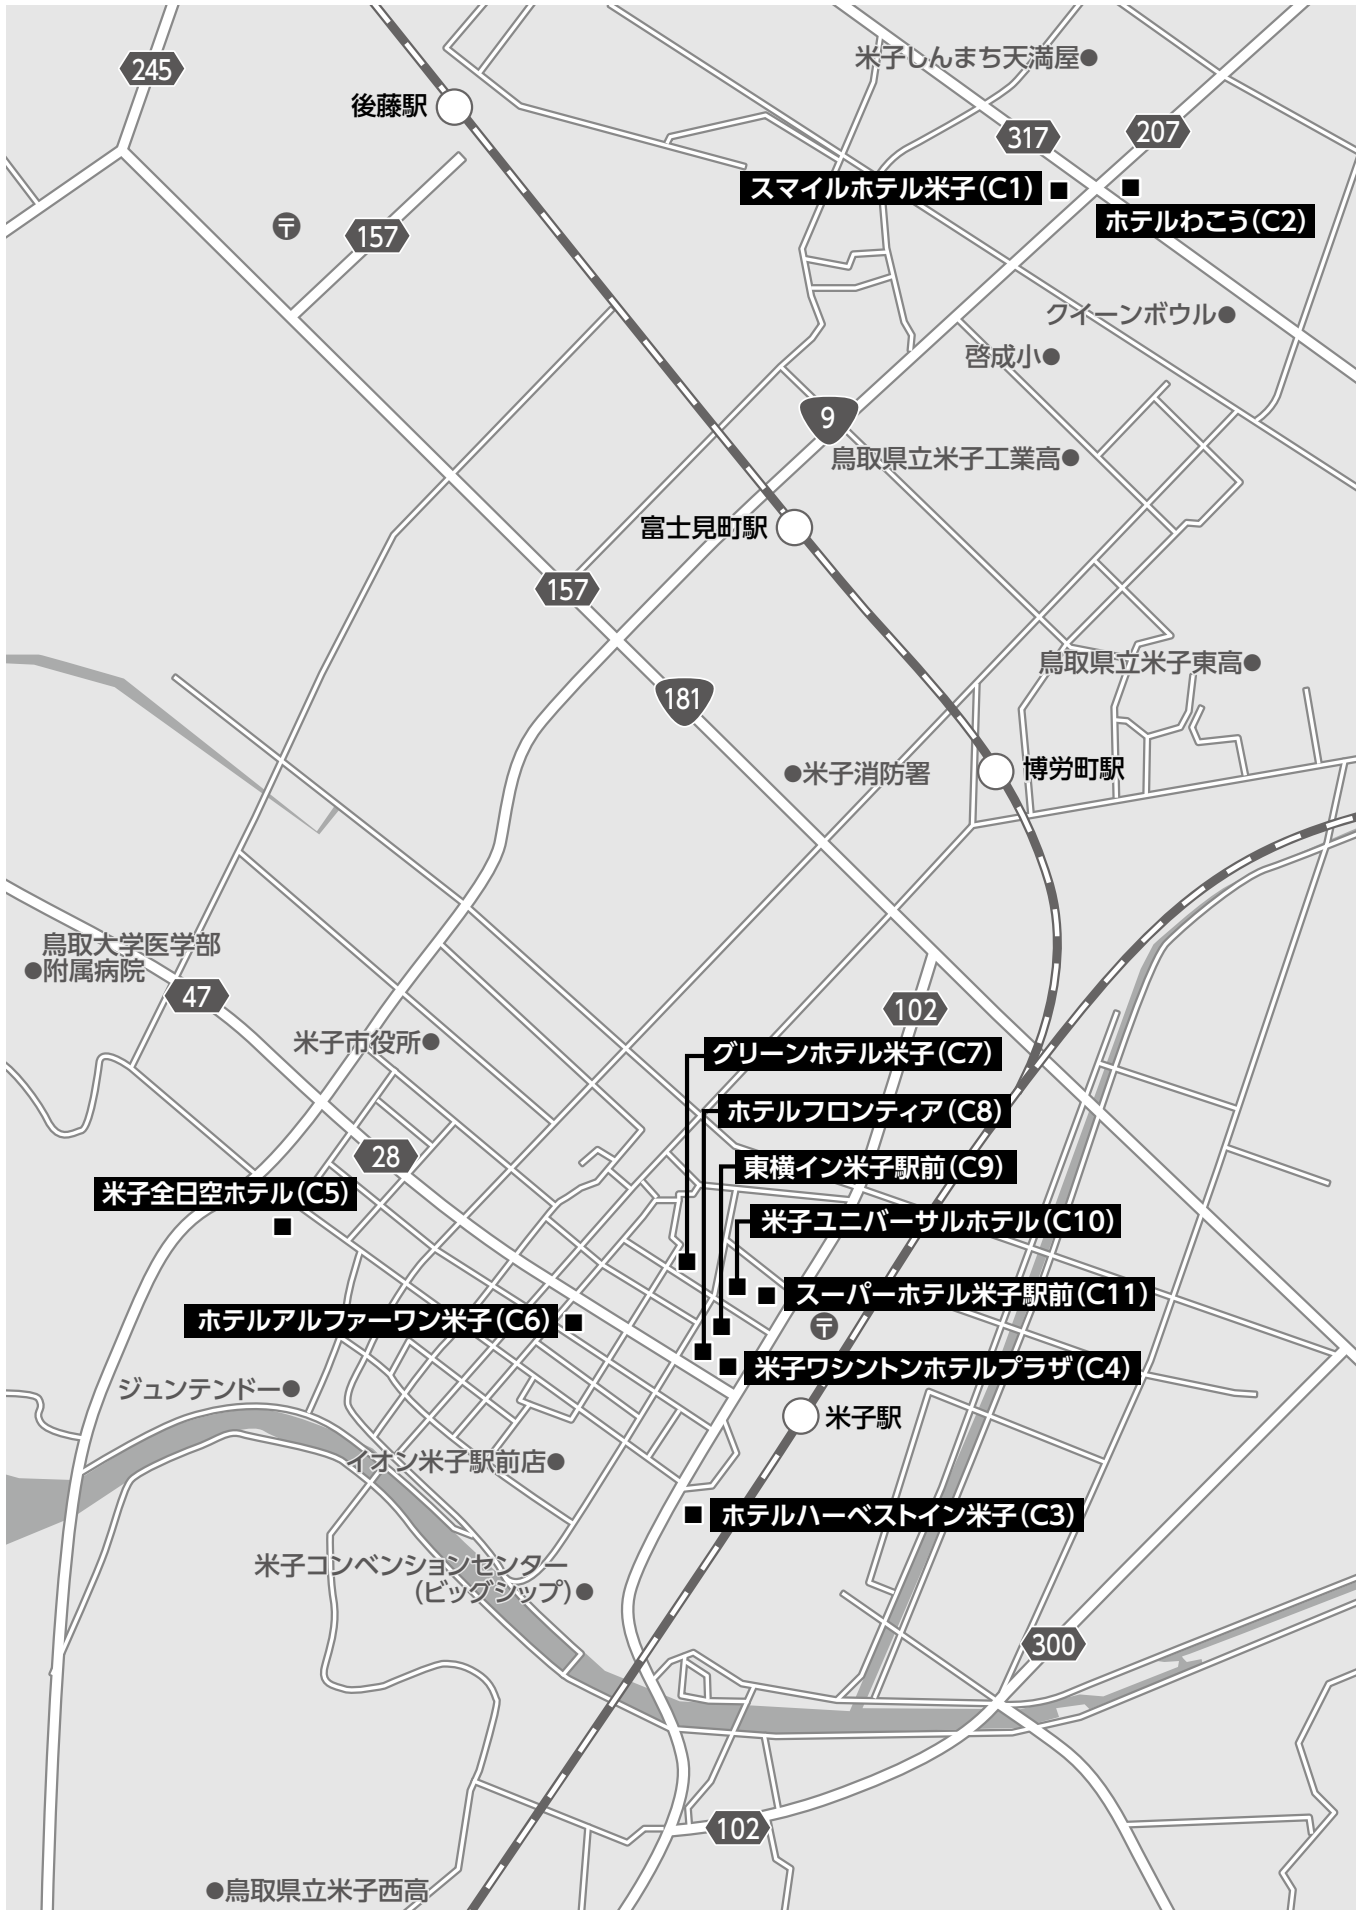 245
後藤駅
米子しんまち天満屋
317
207
スマイルホテル米子(C1)
ホテルわこう(C2)
〒
157
クイーンボウル
啓成小
9
鳥取県立米子工業高
富士見町駅
157
鳥取県立米子東高
181
米子消防署
博労町駅
鳥取大学医学部
附属病院
47
102
米子市役所
グリーンホテル米子(C7)
ホテルフロンティア(C8)
28
東横イン米子駅前(C9)
米子全日空ホテル(C5)
米子ユニバーサルホテル(C10)
スーパーホテル米子駅前(C11)
ホテルアルファーワン米子(C6)
〒
米子ワシントンホテルプラザ(C4)
ジュンテンドー
米子駅
イオン米子駅前店
ホテルハーベストイン米子(C3)
米子コンベンションセンター
(ビッグシップ)
300
102
鳥取県立米子西高